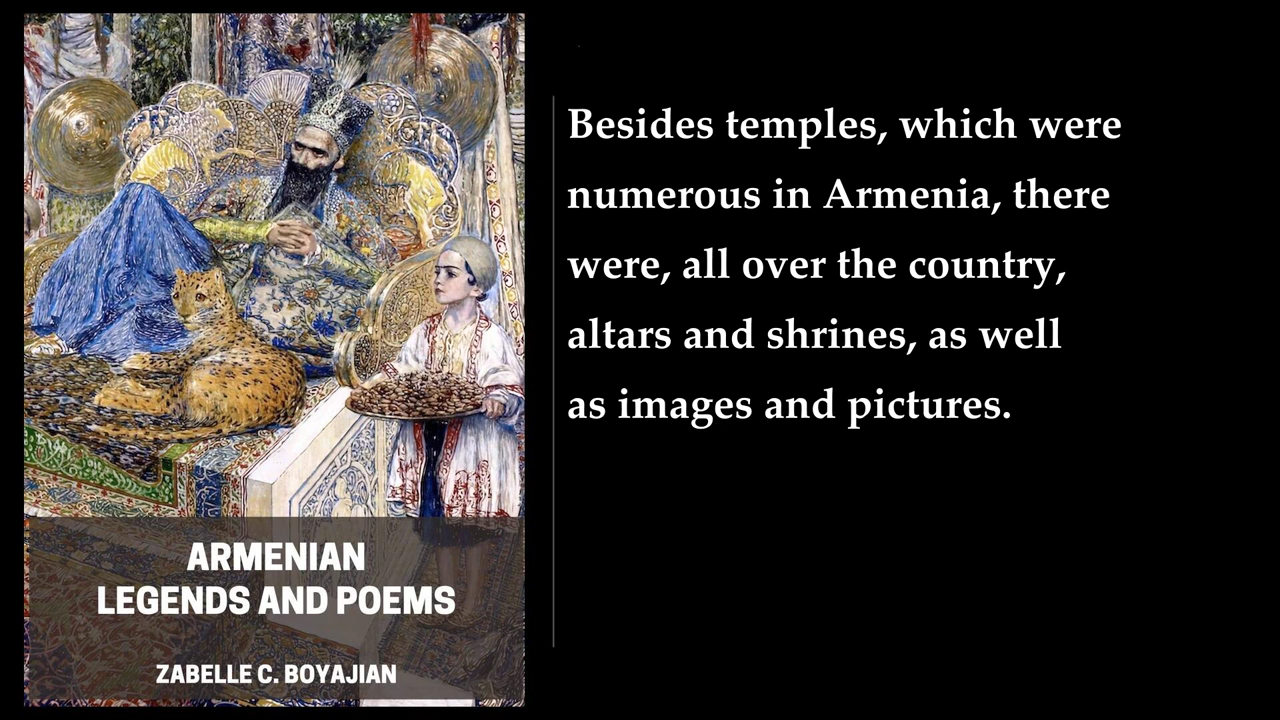 ARMENIAN
LEGENDS AND POEMS
ZABELLE C. BOYAJIAN
Besides temples, which were
numerous in Armenia, there
were, all over the country,
altars and shrines, as well
as images and pictures.